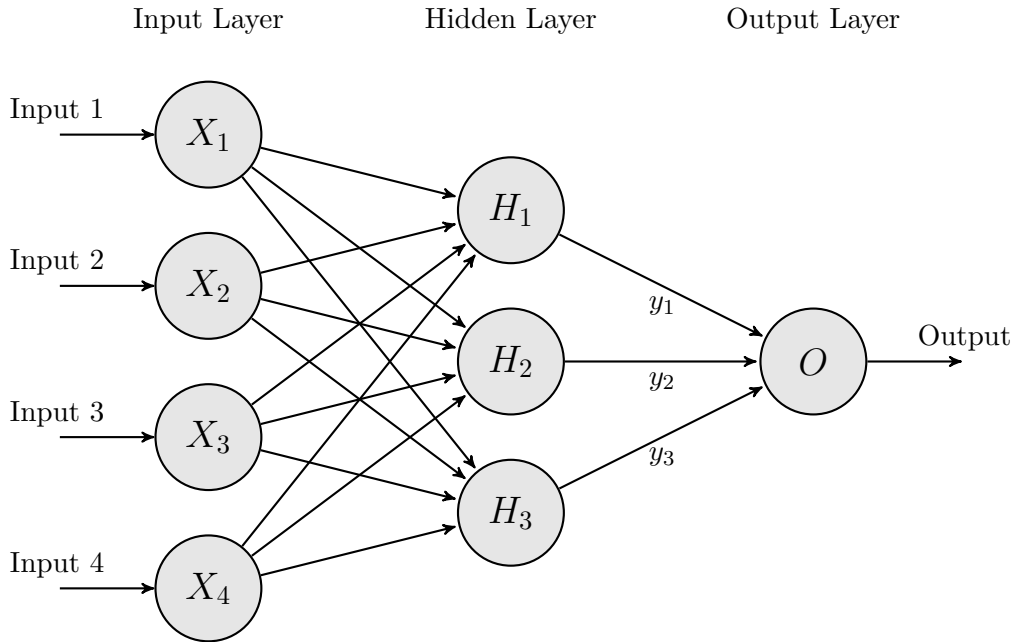 Input Layer
Hidden Layer
Output Layer
Input 1
X₁
H₁
Input 2
X₂
y₁
H₂
O
Output
y₂
Input 3
X₃
y₃
H₃
Input 4
X₄